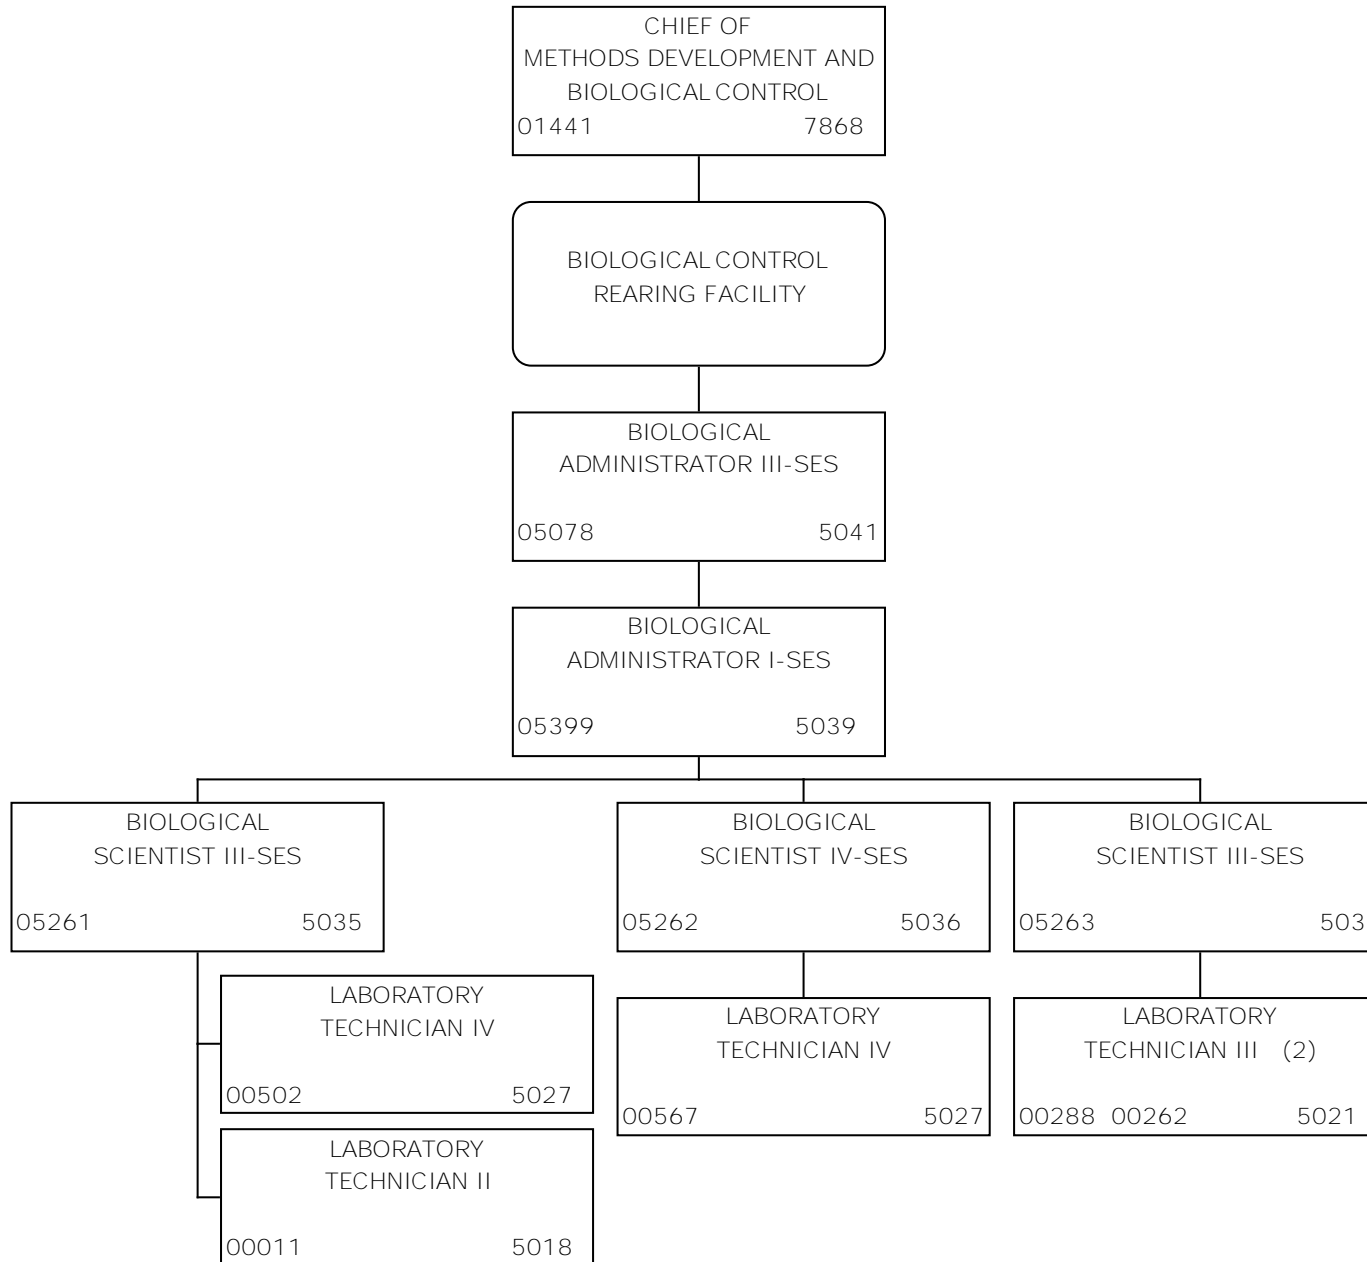 CHIEF OF
METHODS DEVELOPMENT AND
BIOLOGICAL CONTROL
01441 7868
BIOLOGICAL CONTROL
REARING FACILITY
BIOLOGICAL
ADMINISTRATOR III-SES
05078 5041
BIOLOGICAL
ADMINISTRATOR I-SES
05399 5039
BIOLOGICAL
SCIENTIST III-SES
05261 5035
BIOLOGICAL
SCIENTIST IV-SES
05262 5036
BIOLOGICAL
SCIENTIST III-SES
05263 503
LABORATORY
TECHNICIAN IV
00502 5027
LABORATORY
TECHNICIAN II
00011 5018
LABORATORY
TECHNICIAN IV
00567 5027
LABORATORY
TECHNICIAN III (2)
00288 00262 5021